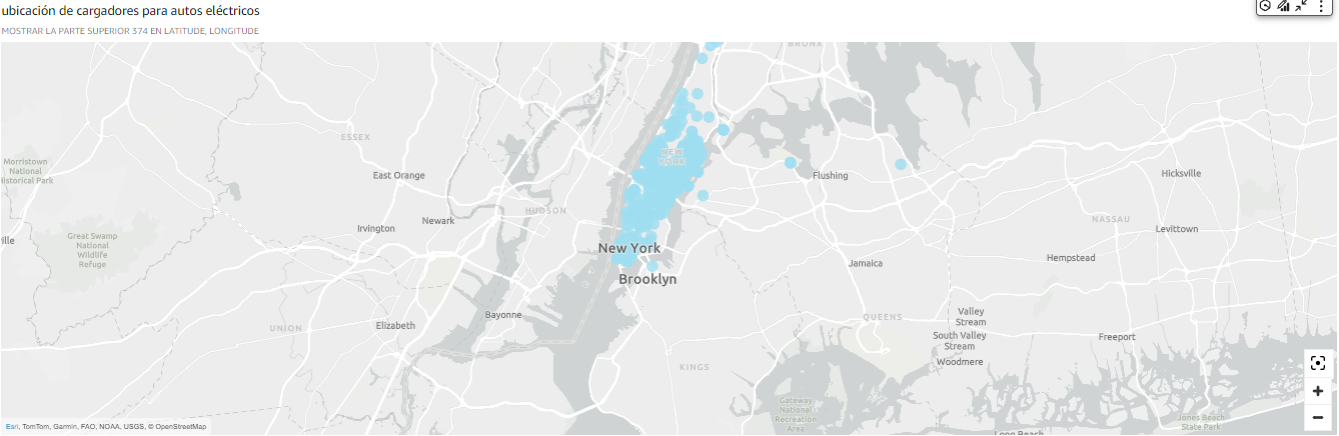 ubicación de cargadores para autos eléctricos
MOSTRAR LA PARTE SUPERIOR 374 EN LATITUDE, LONGITUDE
BRONX
ESSEX
Morristown
National
Historical Park
East Orange
NEW
YORK
Flushing
Hicksville
HUDSON
Newark
Irvington
NASSAU
Levittown
ille
Great Swamp
National
Wildlife
Refuge
New York
Hempstead
Jamaica
Brooklyn
Bayonne
UNION
Elizabeth
QUEENS
Valley
Stream
South Valley
Stream
Woodmere
Freeport
KINGS
Gateway
National
Recreation
Area
Jones Beach
State Park
Long Beach
Esri, TomTom, Garmin, FAO, NOAA, USGS, © OpenStreetMap